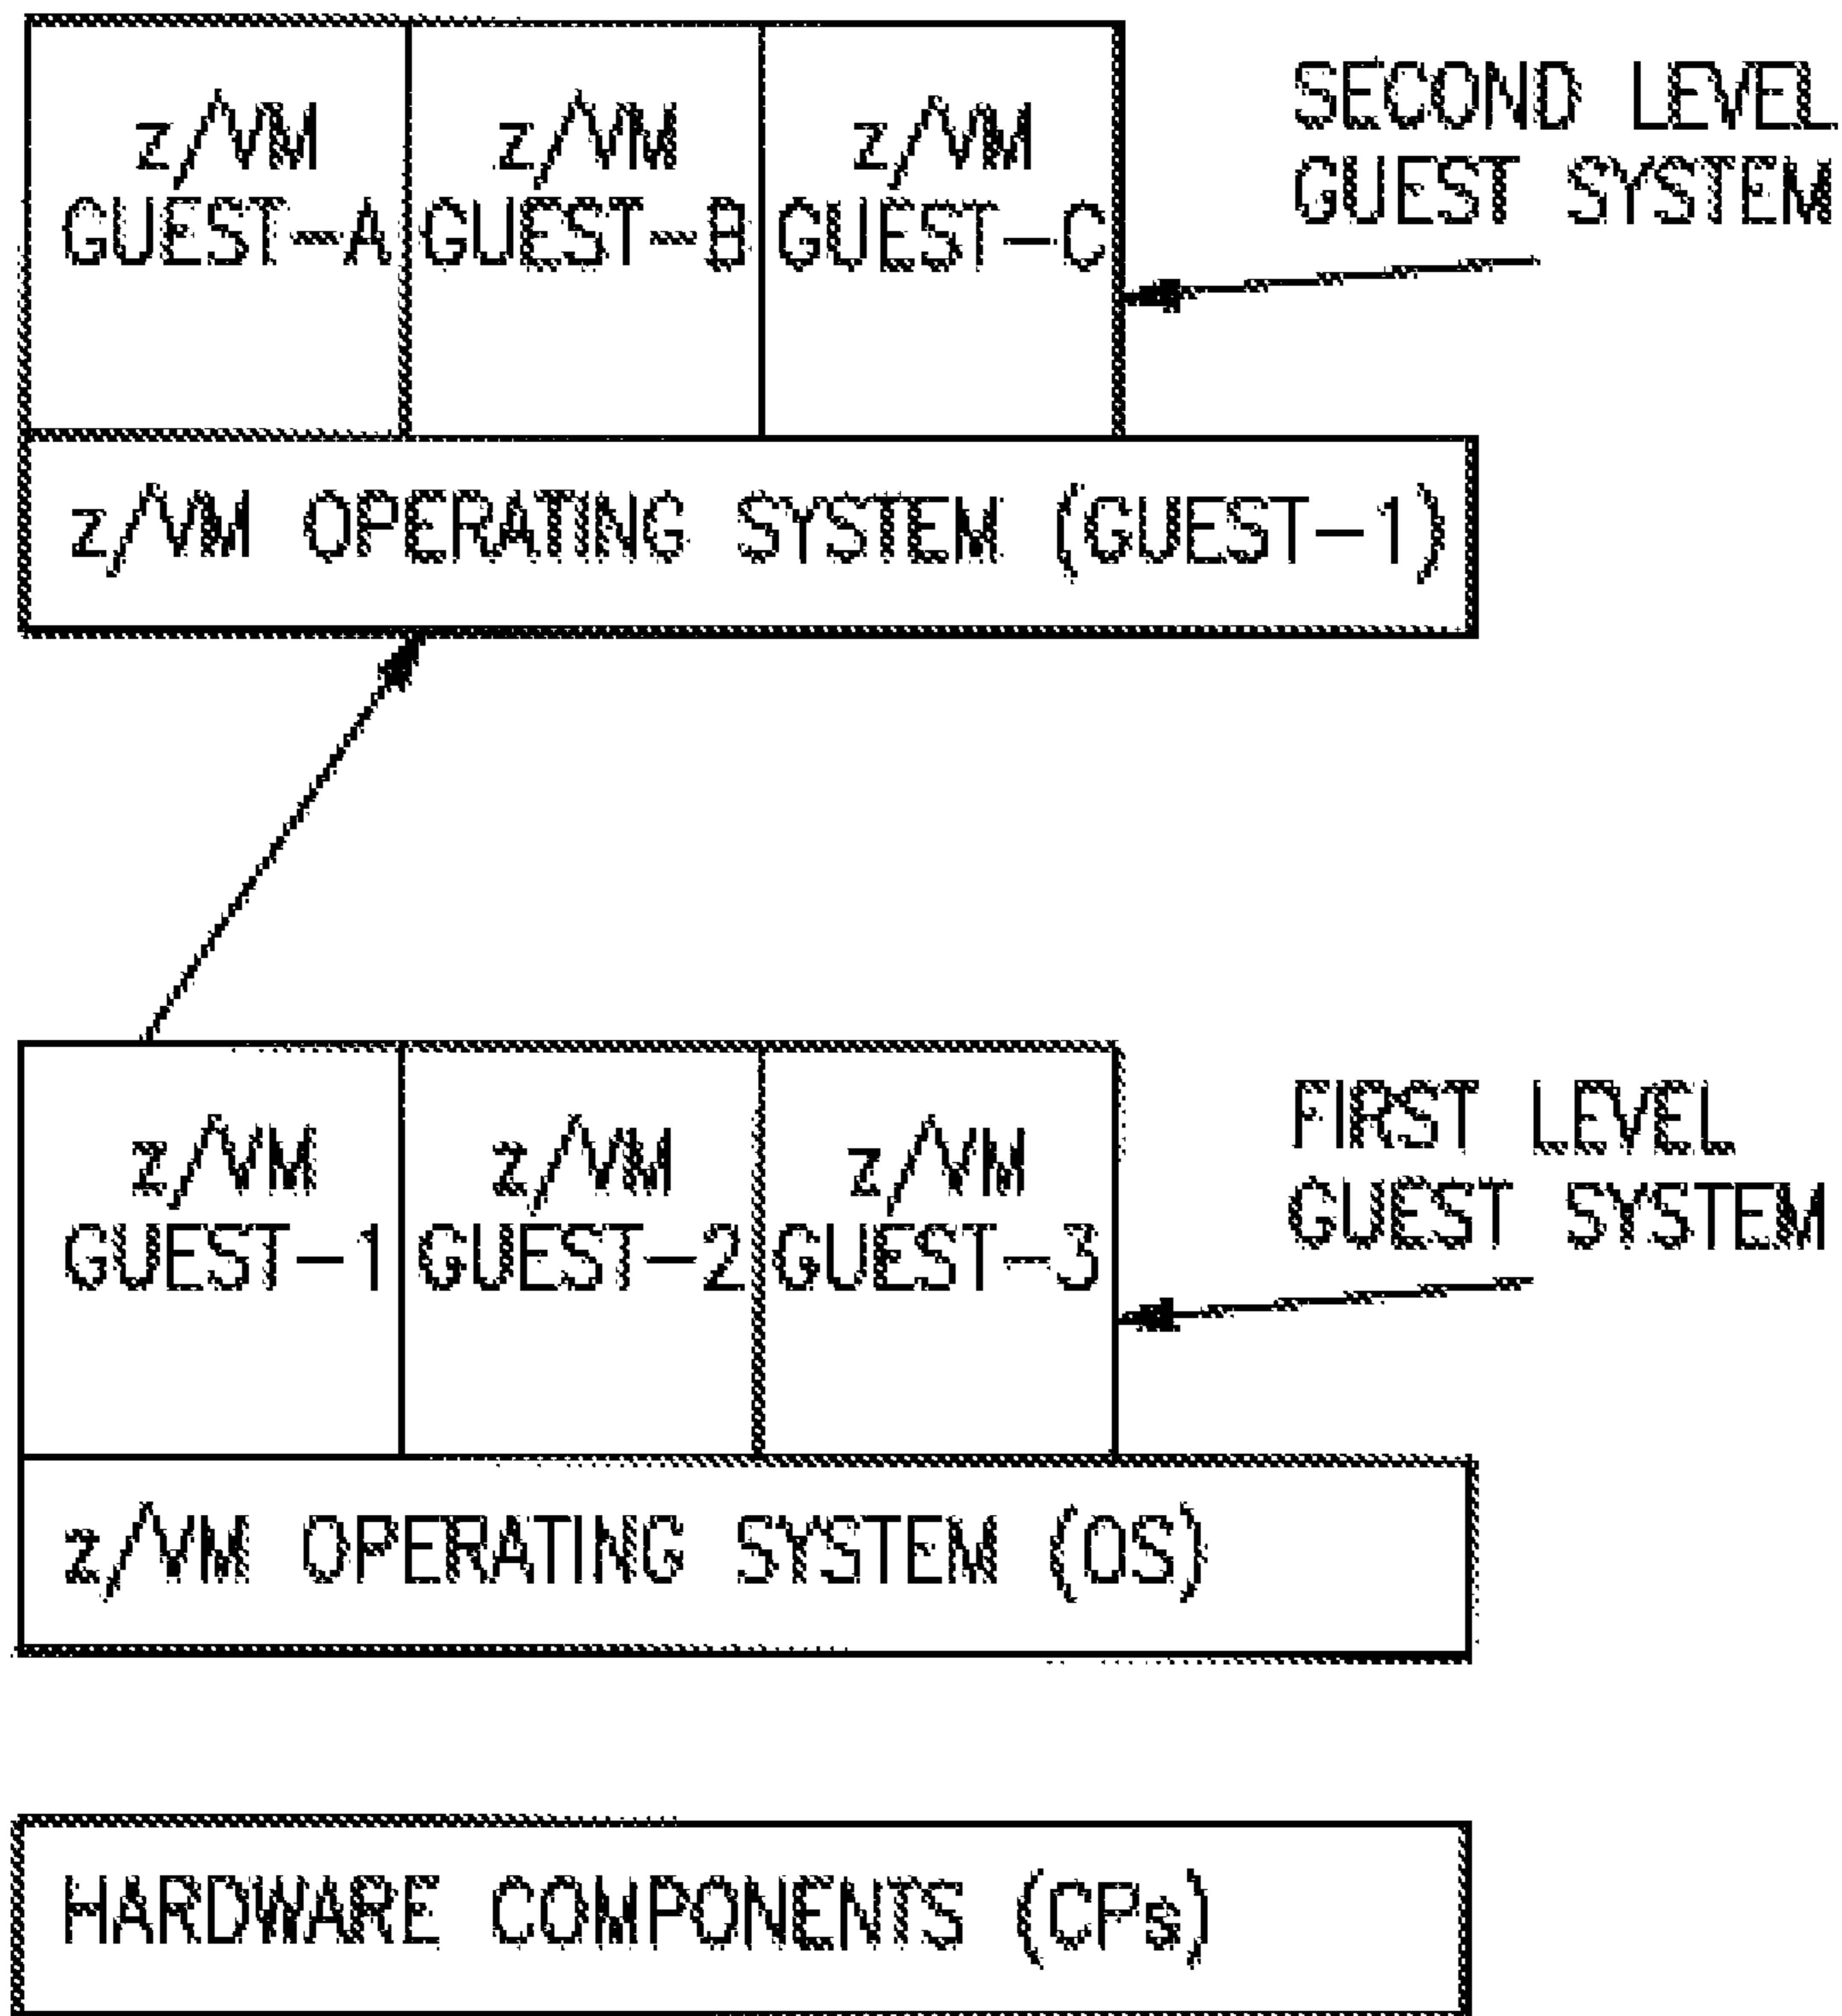 z/VM
GUEST-A
z/VM
GUEST-B
z/VM
GUEST-C
SECOND LEVEL
GUEST SYSTEM
z/VM OPERATING SYSTEM (GUEST-1)
z/VM
GUEST-1
z/VM
GUEST-2
z/VM
GUEST-3
FIRST LEVEL
GUEST SYSTEM
z/VM OPERATING SYSTEM (OS)
HARDWARE COMPONENTS (CPs)